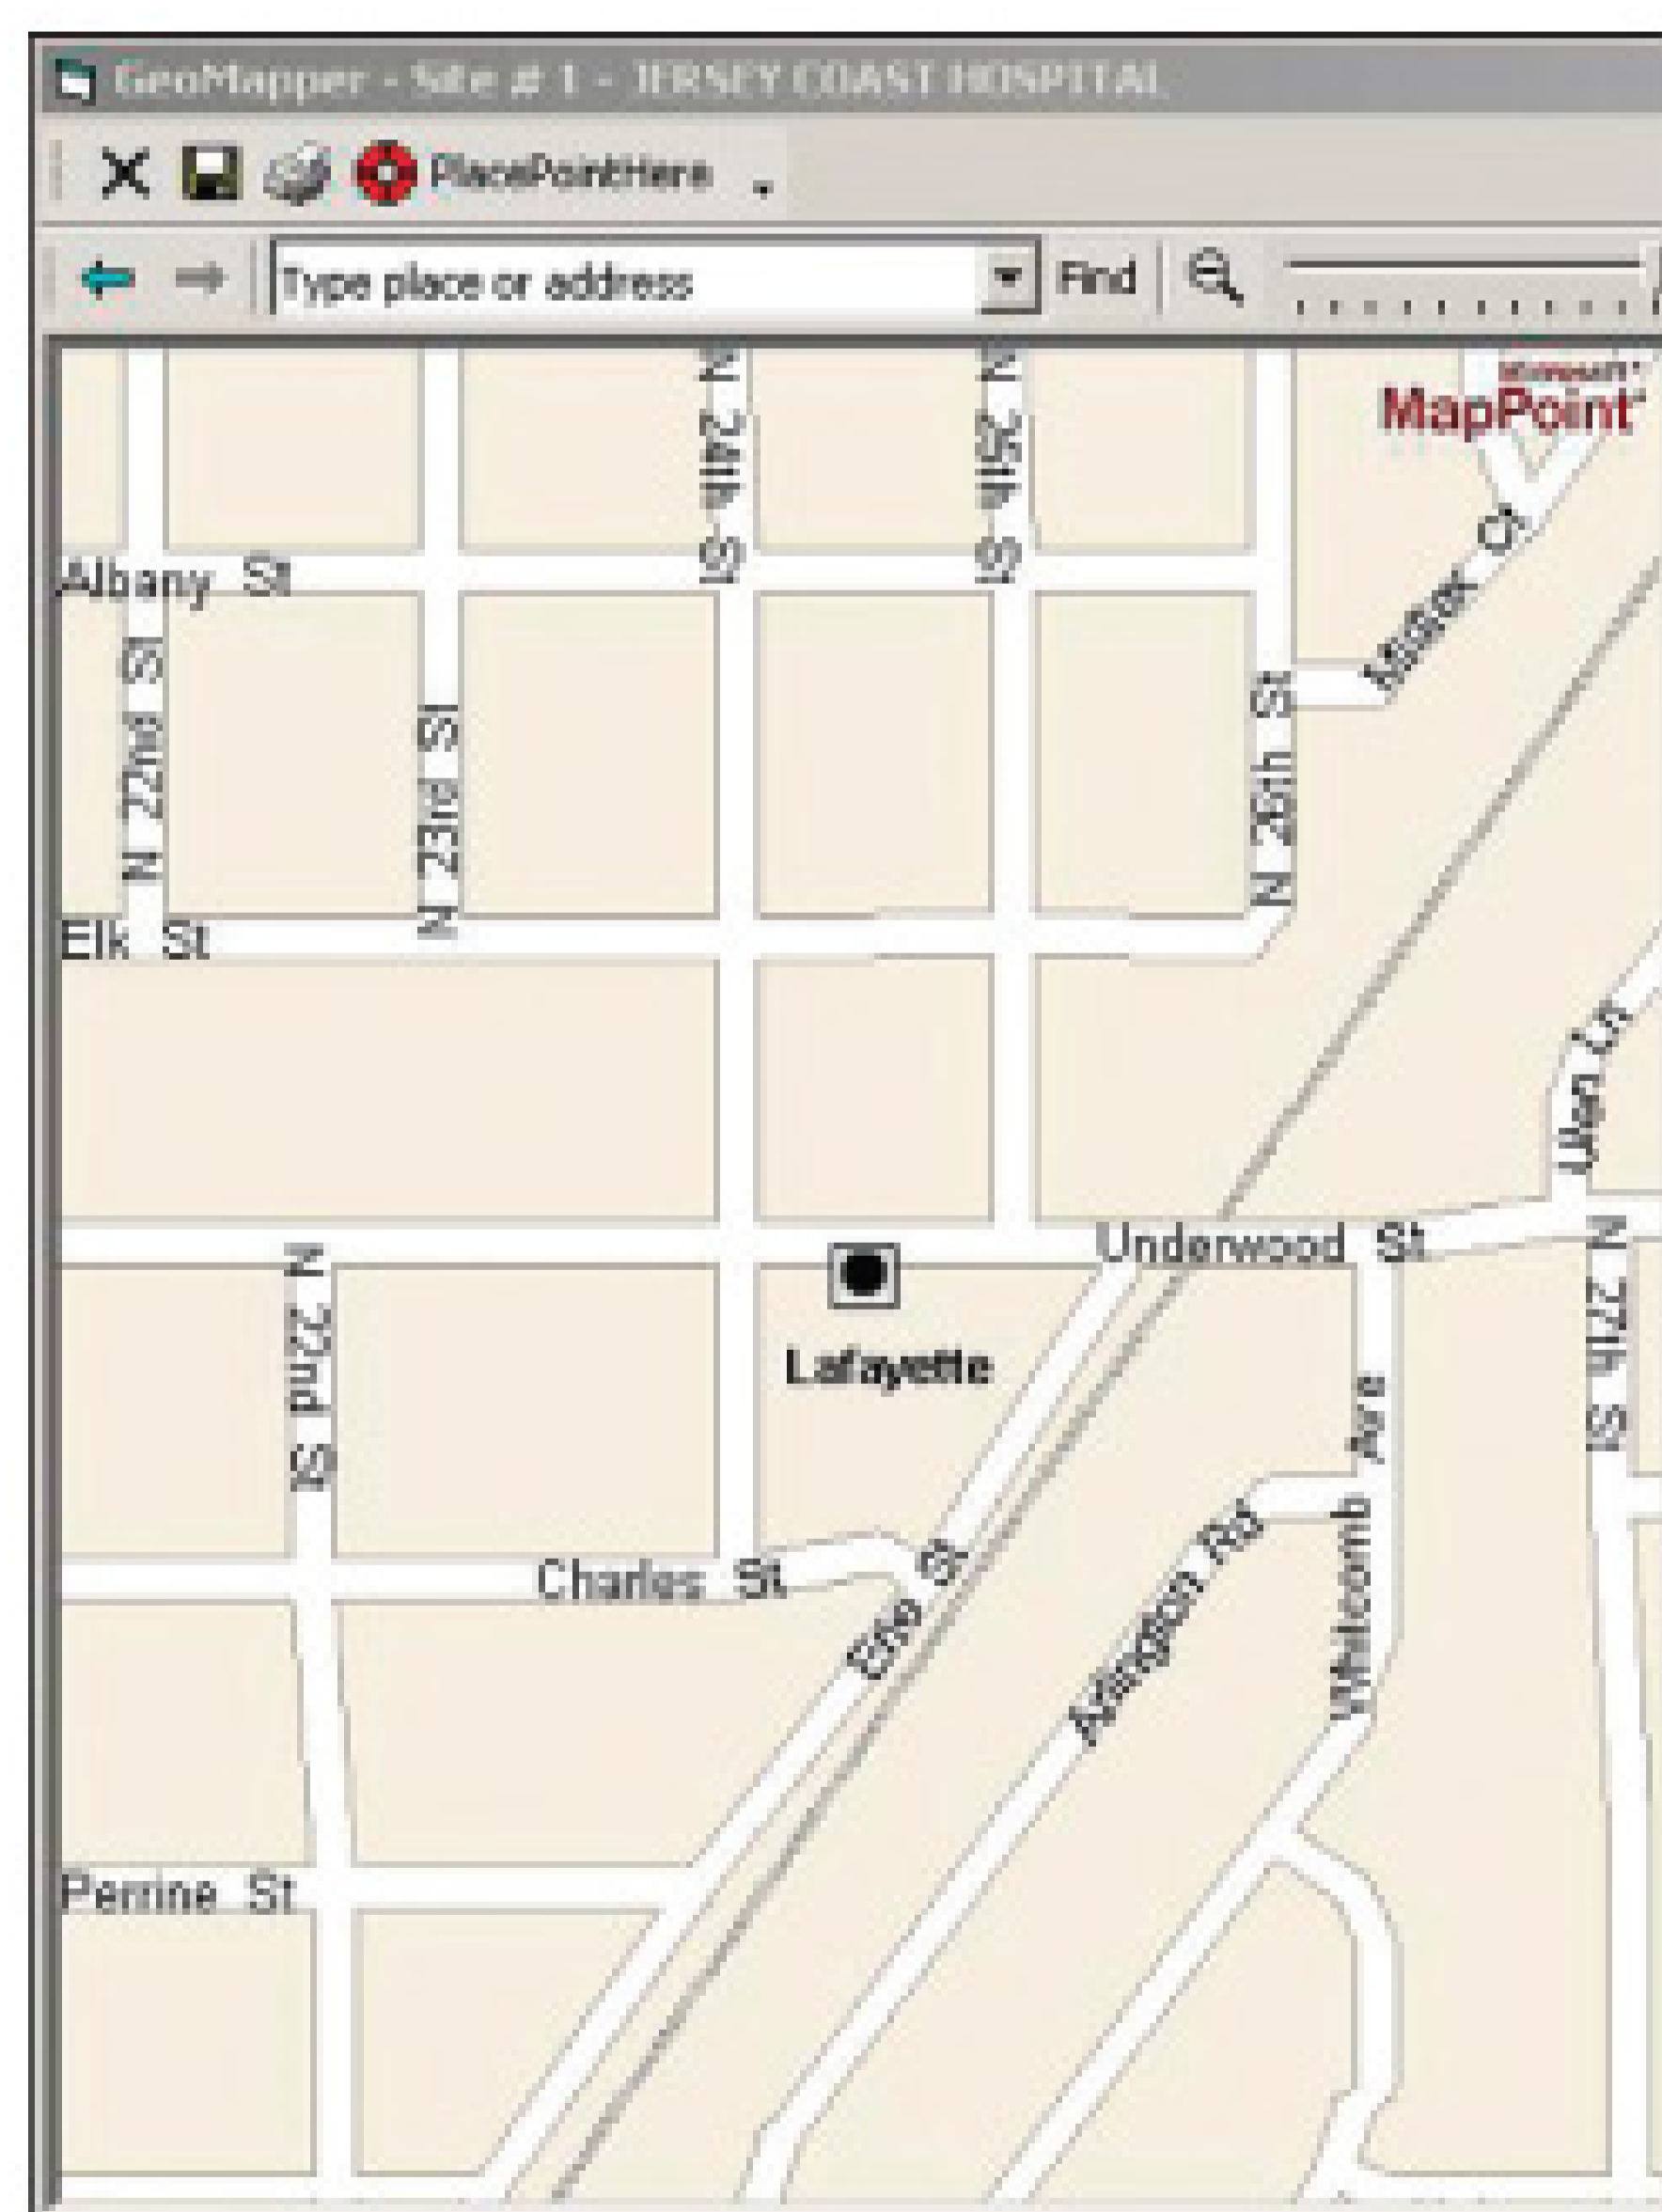 GeoMapper - Site # 1 - JERSEY COAST HOSPITAL
PlacePointHere
Type place or address
Find
MapPoint
N 24th St
N 25th St
Ct
Albany St
N 22nd St
N 23rd St
N 26th St
Elk St
Ln
Underwood St
N 22nd St
N 27th St
Lafayette
Whitcomb Ave
Charles St
St
Arlington Rd
Perrine St